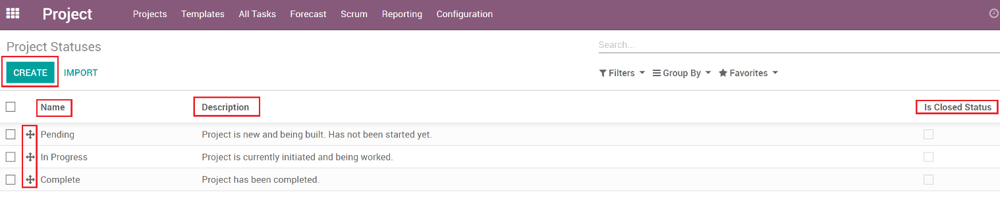 Project Projects Templates All Tasks Forecast Scrum Reporting Configuration
Project Statuses
Search...
CREATE IMPORT
Filters Group By Favorites
Name Description Is Closed Status
Pending Project is new and being built. Has not been started yet.
In Progress Project is currently initiated and being worked.
Complete Project has been completed.